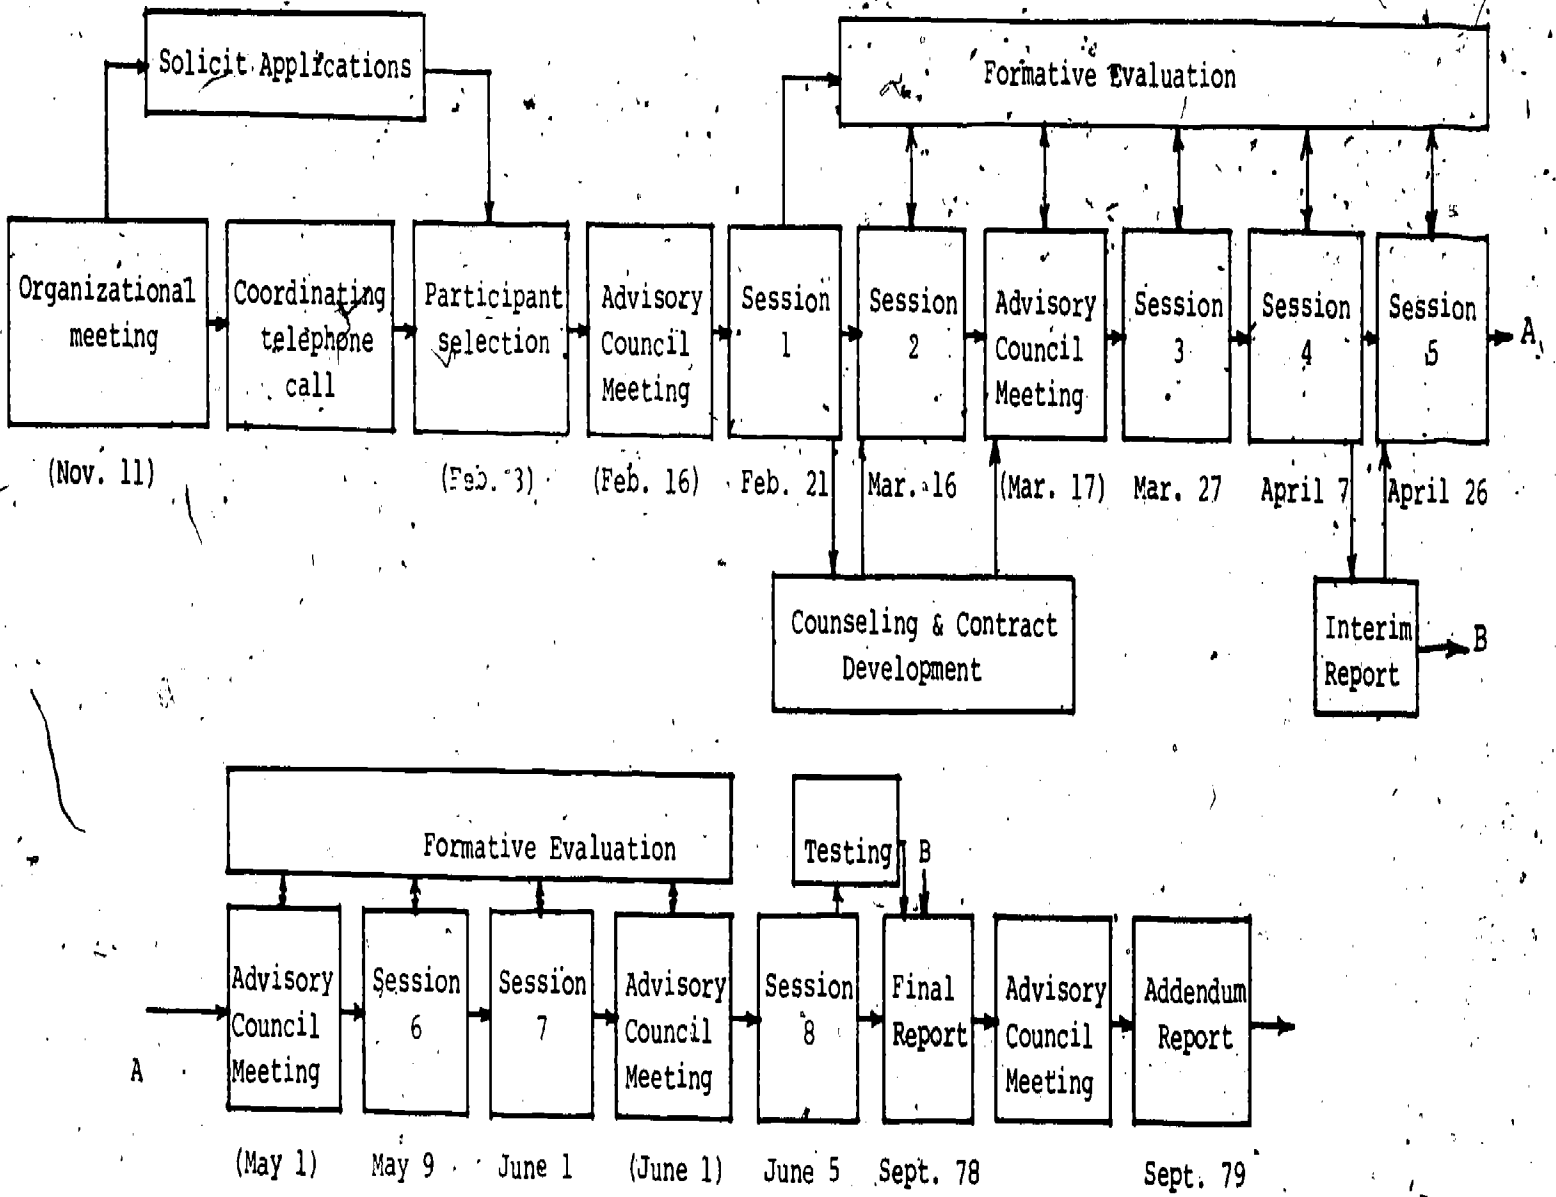 Solicit Applications
Formative Evaluation
Organizational
meeting
Coordinating
telephone
call
Participant
selection
Advisory
Council
Meeting
Session
1
Session
2
Advisory
Council
Meeting
Session
3
Session
4
Session
5
A
(Nov. 11)
(Feb. 3)
(Feb. 16)
Feb. 21
Mar. 16
(Mar. 17)
Mar. 27
April 7
April 26
Counseling & Contract
Development
Interim
Report
B
Formative Evaluation
Testing
B
A
Advisory
Council
Meeting
Session
6
Session
7
Advisory
Council
Meeting
Session
8
Final
Report
Advisory
Council
Meeting
Addendum
Report
(May 1)
May 9
June 1
(June 1)
June 5
Sept. 78
Sept. 79